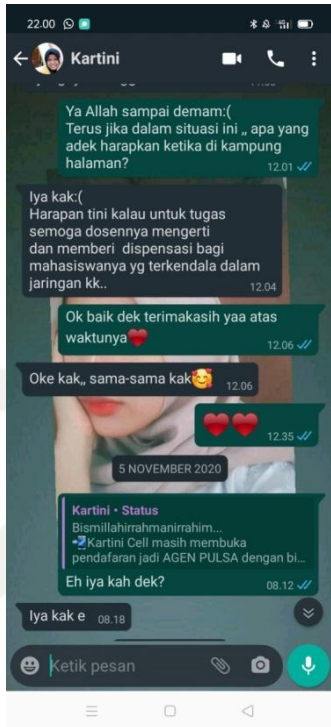 22.00
Kartini
Ya Allah sampai demam:(
Terus jika dalam situasi ini ,, apa yang
adek harapkan ketika di kampung
halaman?
12.01
Iya kak:(
Harapan tini kalau untuk tugas
semoga dosennya mengerti
dan memberi dispensasi bagi
mahasiswanya yg terkendala dalam
jaringan kk..
12.04
Ok baik dek terimakasih yaa atas
waktunya❤️
12.06
Oke kak,, sama-sama kak🥰
12.06
❤️❤️
12.35
5 NOVEMBER 2020
Kartini • Status
Bismillahirrahmanirrahim...
📲Kartini Cell masih membuka
pendafaran jadi AGEN PULSA dengan bi...
Eh iya kah dek?
08.12
Iya kak e
08.18
Ketik pesan